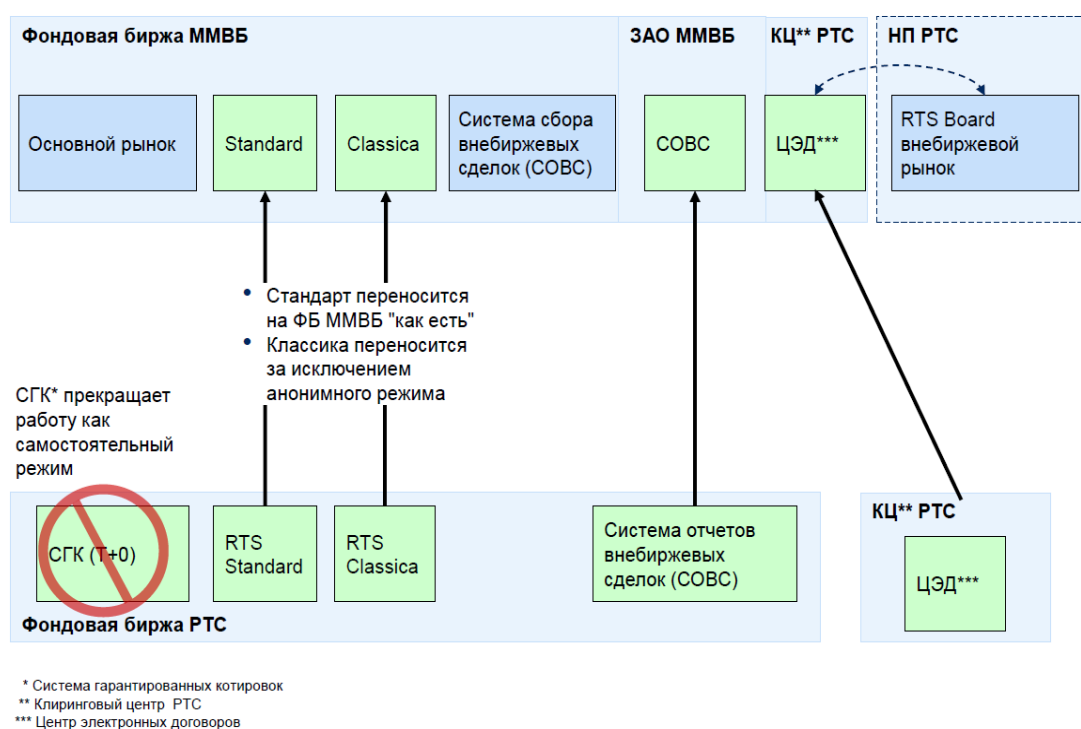 Фондовая биржа ММВБ
ЗАО ММВБ
КЦ** РТС
НП РТС
Основной рынок
Standard
Classica
Система сбора
внебиржевых
сделок (СОВС)
СОВС
ЦЭД***
RTS Board
внебиржевой
рынок
• Стандарт переносится
на ФБ ММВБ "как есть"
• Классика переносится
за исключением
анонимного режима
СГК* прекращает
работу как
самостоятельный
режим
СГК (T+0)
RTS
Standard
RTS
Classica
Система отчетов
внебиржевых
сделок (СОВС)
Фондовая биржа РТС
КЦ** РТС
ЦЭД***
* Система гарантированных котировок
** Клиринговый центр РТС
*** Центр электронных договоров